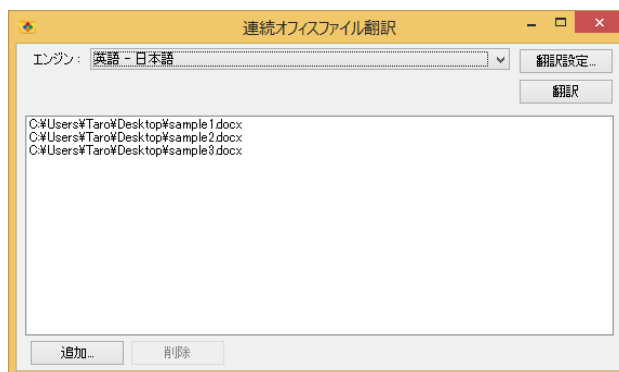 連続オフィスファイル翻訳
エンジン： 英語 - 日本語
翻訳設定...
翻訳
C:¥Users¥Taro¥Desktop¥sample1.docx
C:¥Users¥Taro¥Desktop¥sample2.docx
C:¥Users¥Taro¥Desktop¥sample3.docx
追加... 削除